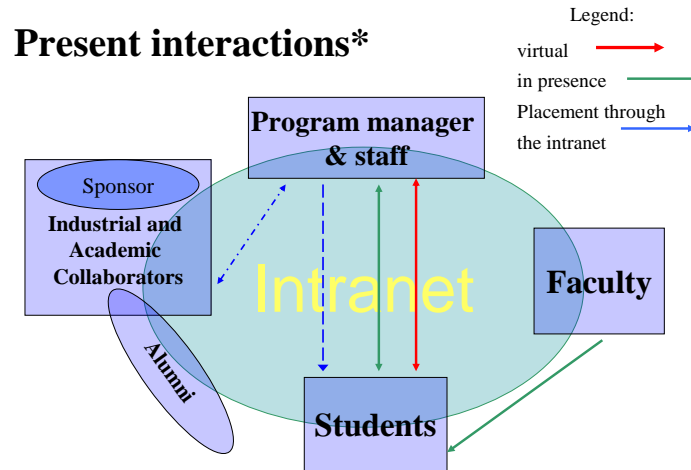 Present interactions*
Legend:
virtual
in presence
Placement through
the intranet
Program manager
& staff
Sponsor
Industrial and
Academic
Collaborators
Intranet
Faculty
Alumni
Students